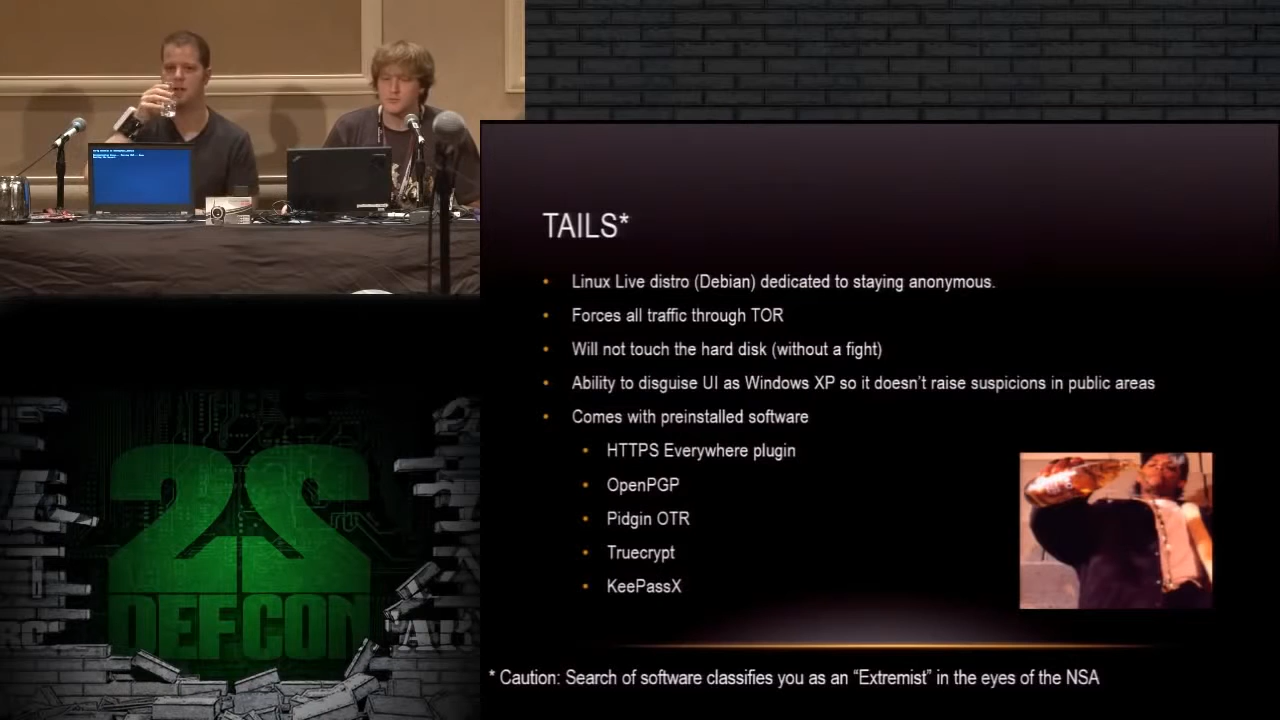 TAILS*
• Linux Live distro (Debian) dedicated to staying anonymous.
• Forces all traffic through TOR
• Will not touch the hard disk (without a fight)
• Ability to disguise UI as Windows XP so it doesn't raise suspicions in public areas
• Comes with preinstalled software
• HTTPS Everywhere plugin
• OpenPGP
• Pidgin OTR
• Truecrypt
• KeePassX
* Caution: Search of software classifies you as an “Extremist” in the eyes of the NSA
22
DEFCON